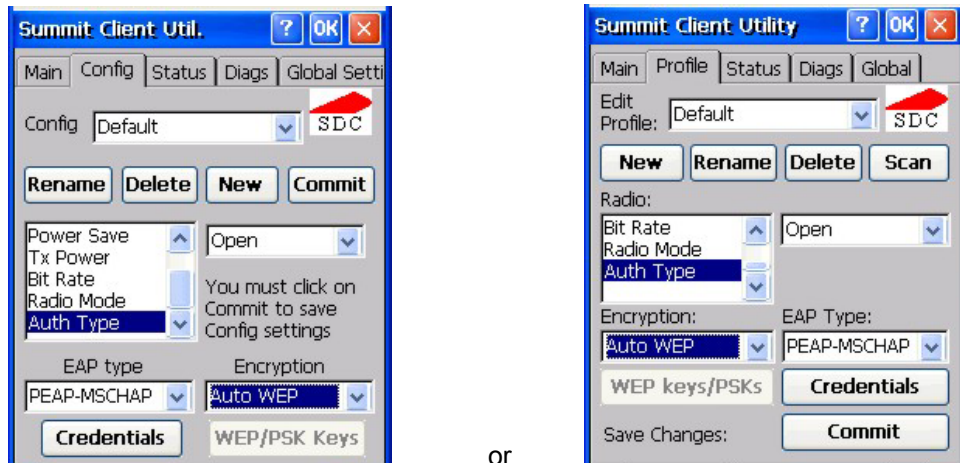 Summit Client Util. ? OK
Main Config Status Diags Global Setti
Config Default SDC
Rename Delete New Commit
Power Save
Tx Power
Bit Rate
Radio Mode
Auth Type
Open
You must click on
Commit to save
Config settings
EAP type Encryption
PEAP-MSCHAP Auto WEP
Credentials WEP/PSK Keys
or
Summit Client Utility ? OK
Main Profile Status Diags Global
Edit
Profile: Default SDC
New Rename Delete Scan
Radio:
Bit Rate
Radio Mode
Auth Type
Open
Encryption: EAP Type:
Auto WEP PEAP-MSCHAP
WEP keys/PSKs Credentials
Save Changes: Commit